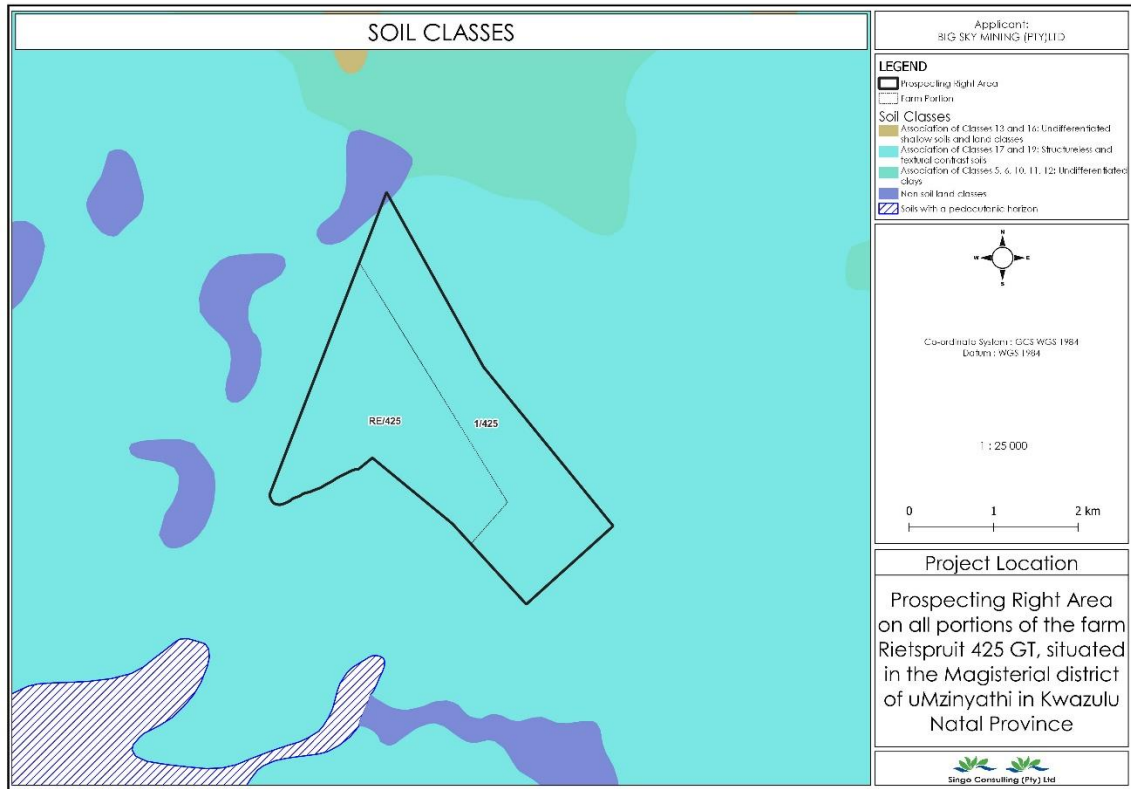 SOIL CLASSES
RE/425
1/425
Applicant:
BIG SKY MINING (PTY)LTD
LEGEND
Prospecting Right Area
Farm Portion
Soil Classes
Association of Classes 13 and 16: Undifferentiated
shallow soils and land classes
Association of Classes 17 and 19: Structureless and
textural contrast soils
Association of Classes 5, 6, 10, 11, 12: Undifferentiated
clays
Non soil land classes
Soils with a pedocutanic horizon
N
W E
S
Co-ordinate System : GCS WGS 1984
Datum : WGS 1984
1 : 25 000
0 1 2 km
Project Location
Prospecting Right Area
on all portions of the farm
Rietspruit 425 GT, situated
in the Magisterial district
of uMzinyathi in Kwazulu
Natal Province
Singo Consulting (Pty) Ltd